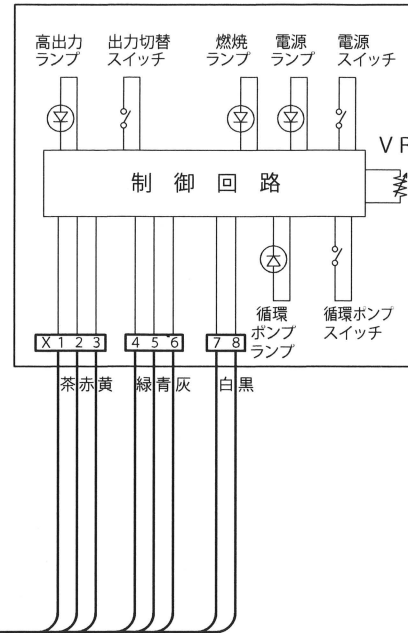 高出力
ランプ
出力切替
スイッチ
燃焼
ランプ
電源
ランプ
電源
スイッチ
VR
制御回路
循環
ポンプ
ランプ
循環ポンプ
スイッチ
X 1 2 3
4 5 6
7 8
茶 赤 黄
緑 青 灰
白 黒